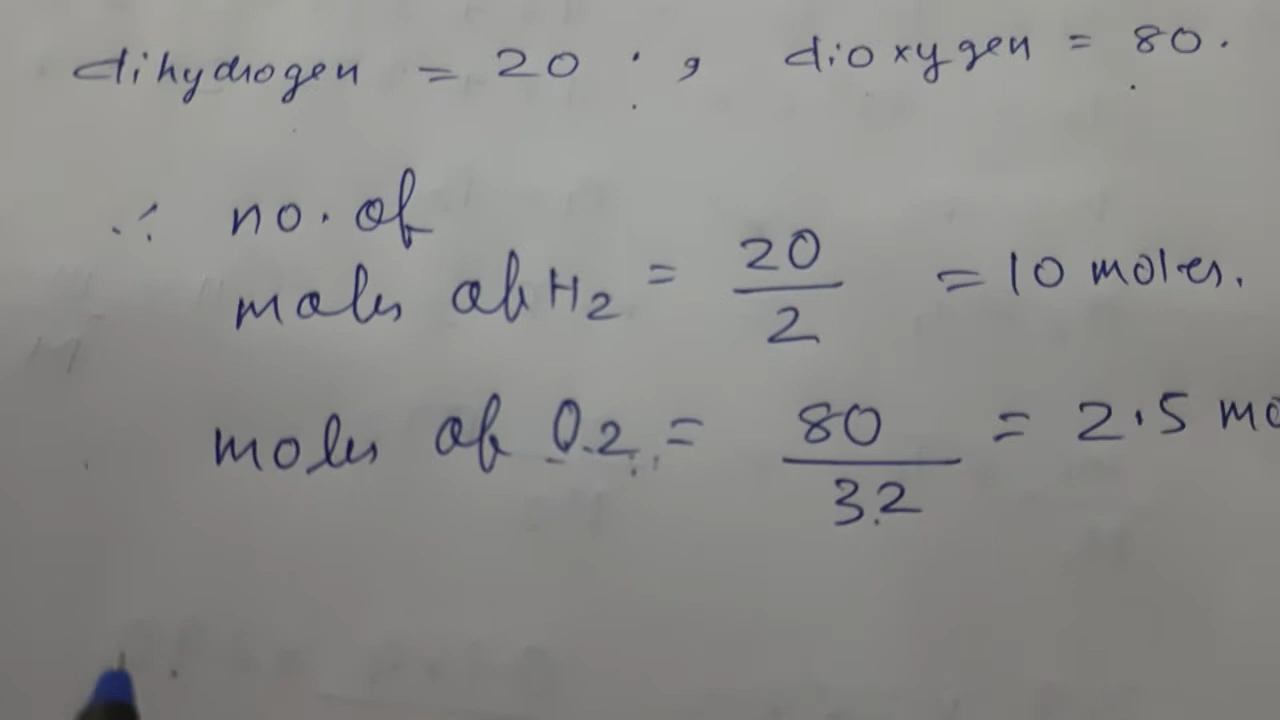 dihydrogen = 20 , dioxygen = 80.
∴ no. of
moles of H2 = 20/2 = 10 moles.
moles of O2 = 80/32 = 2.5 mo